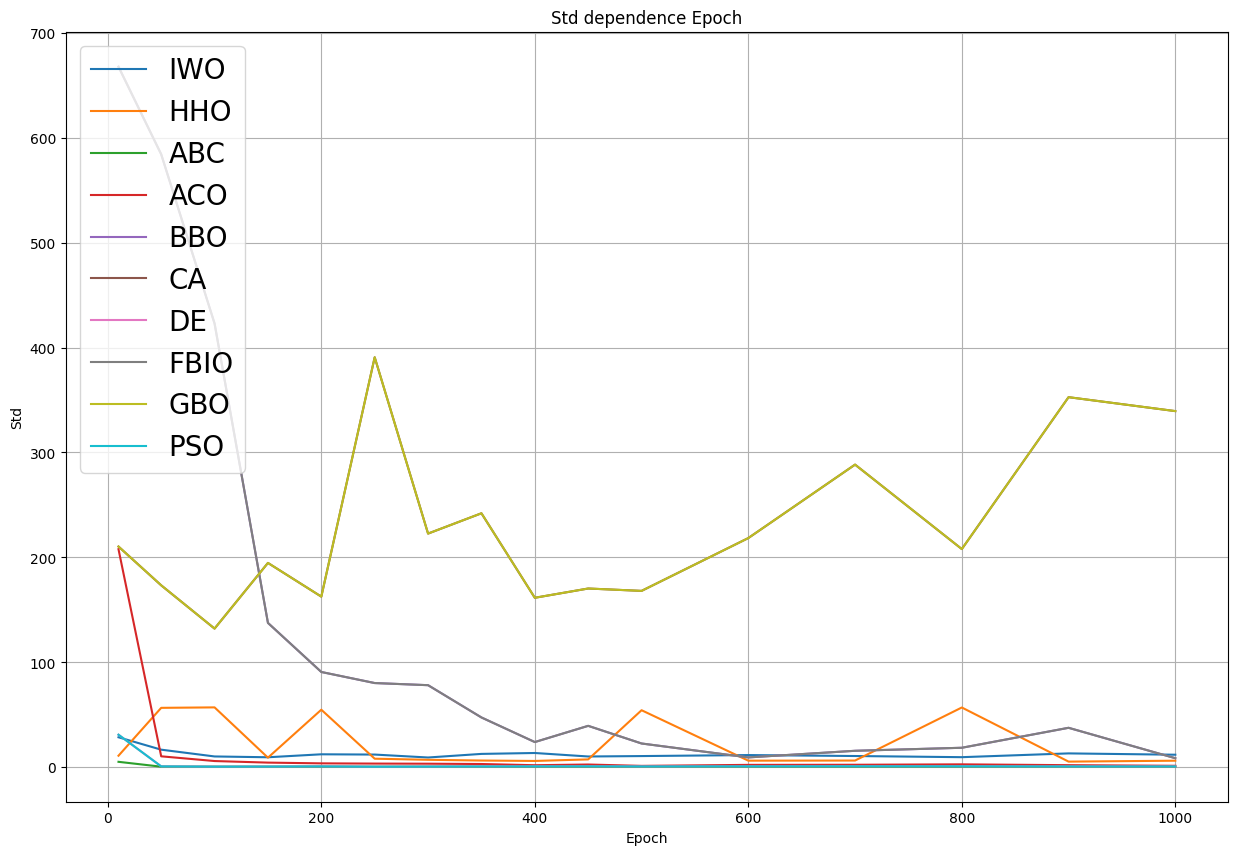 Std dependence Epoch
700
600
500
400
300
200
100
0
Std
IWO
HHO
ABC
ACO
BBO
CA
DE
FBIO
GBO
PSO
0
200
400
600
800
1000
Epoch